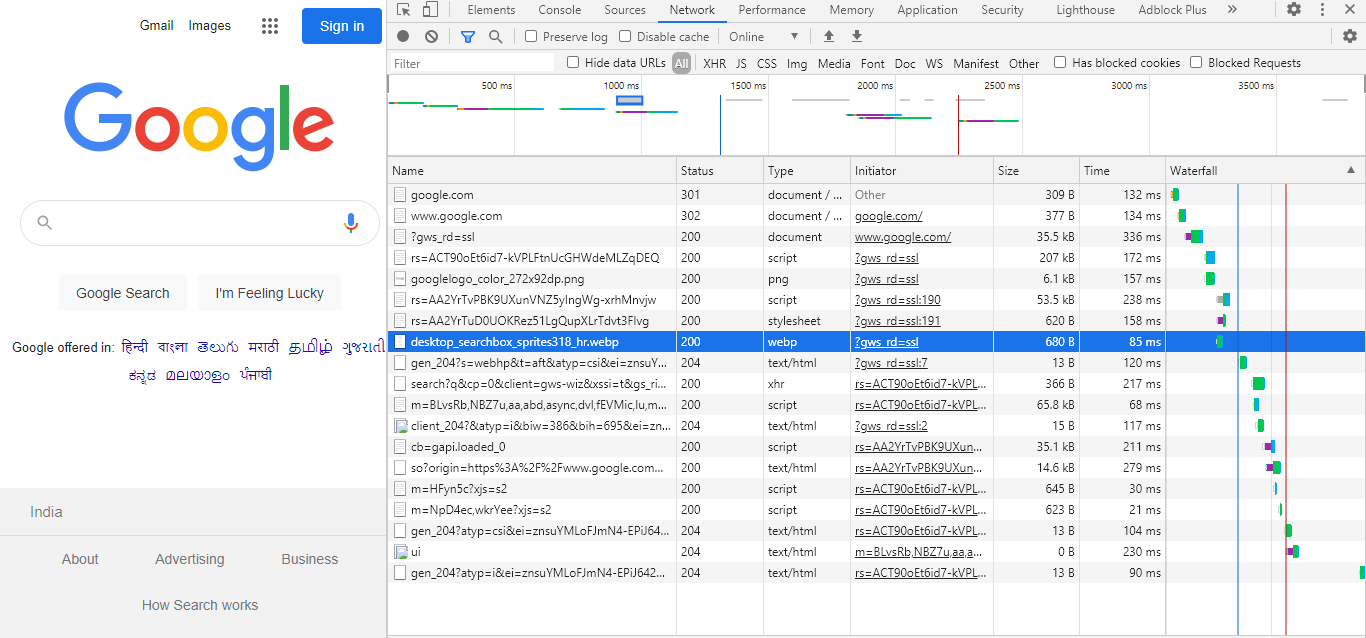 Gmail Images Sign in
Google
Google Search I'm Feeling Lucky
Google offered in: हिन्दी বাংলা తెలుగు मराठी தமிழ் ગુજરાતી
ಕನ್ನಡ മലയാളം ਪੰਜਾਬੀ
India
About Advertising Business
How Search works
Elements Console Sources Network Performance Memory Application Security Lighthouse Adblock Plus »
Preserve log Disable cache Online ▼
Filter Hide data URLs All XHR JS CSS Img Media Font Doc WS Manifest Other Has blocked cookies Blocked Requests
500 ms 1000 ms 1500 ms 2000 ms 2500 ms 3000 ms 3500 ms
Name Status Type Initiator Size Time Waterfall
google.com 301 document / ... Other 309 B 132 ms
www.google.com 302 document / ... google.com/ 377 B 134 ms
?gws_rd=ssl 200 document www.google.com/ 35.5 kB 336 ms
rs=ACT90oEt6id7-kVPLFtnUcGHWdeMLZqDEQ 200 script ?gws_rd=ssl 207 kB 172 ms
googlelogo_color_272x92dp.png 200 png ?gws_rd=ssl 6.1 kB 157 ms
rs=AA2YrTvPBK9UXunVNZ5yIngWg-xrhMnvjw 200 script ?gws_rd=ssl:190 53.5 kB 238 ms
rs=AA2YrTuD0UOKRez51LgQupXLrTdvt3Flvg 200 stylesheet ?gws_rd=ssl:191 620 B 158 ms
desktop_searchbox_sprites318_hr.webp 200 webp ?gws_rd=ssl 680 B 85 ms
gen_204?s=webhp&t=aft&atyp=csi&ei=znsuY... 204 text/html ?gws_rd=ssl:7 13 B 120 ms
search?q&cp=0&client=gws-wiz&xssi=t&gs_ri... 200 xhr rs=ACT90oEt6id7-kVPL... 366 B 217 ms
m=BLvsRb,NBZ7u,aa,abd,async,dvl,fEVMic,lu,m... 200 script rs=ACT90oEt6id7-kVPL... 65.8 kB 68 ms
client_204?&atyp=i&biw=386&bih=695&ei=zn... 204 text/html ?gws_rd=ssl:2 15 B 117 ms
cb=gapi.loaded_0 200 script rs=AA2YrTvPBK9UXun... 35.1 kB 211 ms
so?origin=https%3A%2F%2Fwww.google.com... 200 text/html rs=AA2YrTvPBK9UXun... 14.6 kB 279 ms
m=HFyn5c?xjs=s2 200 script rs=ACT90oEt6id7-kVPL... 645 B 30 ms
m=NpD4ec,wkrYee?xjs=s2 200 script rs=ACT90oEt6id7-kVPL... 623 B 21 ms
gen_204?atyp=csi&ei=znsuYMLoFJmN4-EPiJ64... 204 text/html rs=ACT90oEt6id7-kVPL... 13 B 104 ms
ui 204 text/html m=BLvsRb,NBZ7u,aa,a... 0 B 230 ms
gen_204?atyp=i&ei=znsuYMLoFJmN4-EPiJ642... 204 text/html rs=ACT90oEt6id7-kVPL... 13 B 90 ms